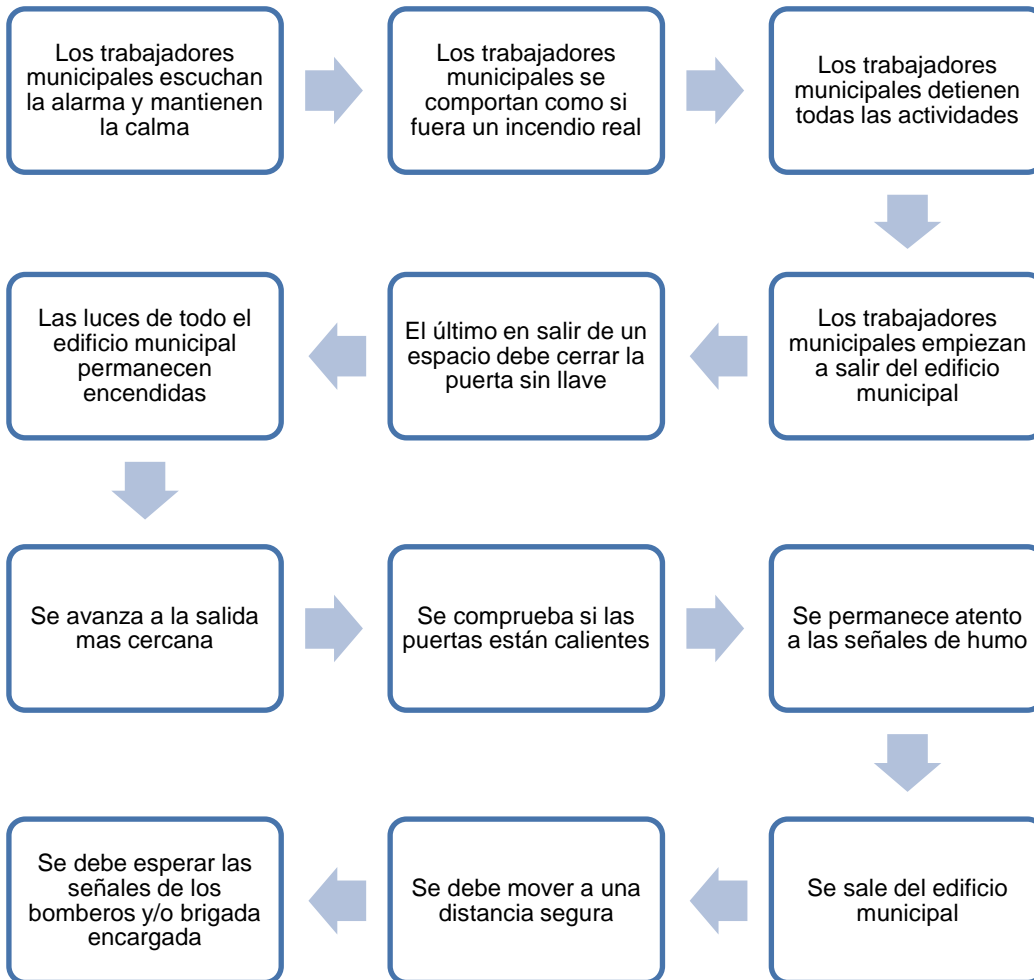 Los trabajadores
municipales escuchan
la alarma y mantienen
la calma
Los trabajadores
municipales se
comportan como si
fuera un incendio real
Los trabajadores
municipales detienen
todas las actividades
Los trabajadores
municipales empiezan
a salir del edificio
municipal
El último en salir de un
espacio debe cerrar la
puerta sin llave
Las luces de todo el
edificio municipal
permanecen
encendidas
Se avanza a la salida
mas cercana
Se comprueba si las
puertas están calientes
Se permanece atento
a las señales de humo
Se sale del edificio
municipal
Se debe mover a una
distancia segura
Se debe esperar las
señales de los
bomberos y/o brigada
encargada